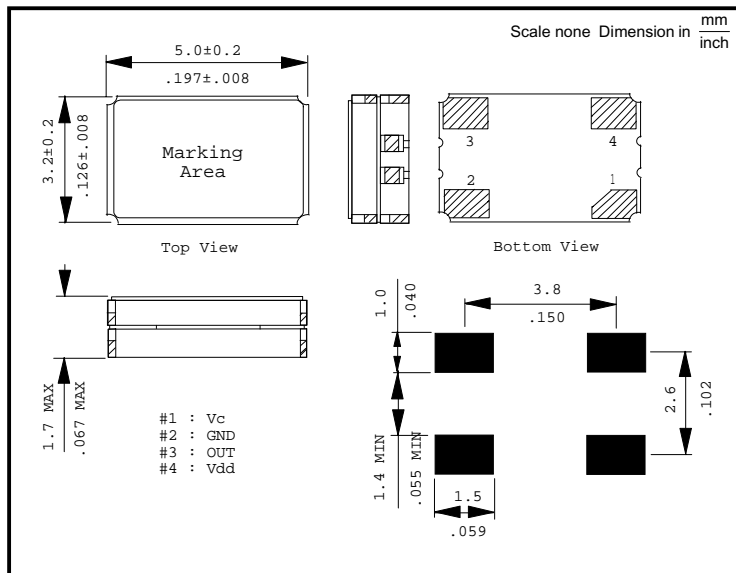 Scale none Dimension in mm
inch
5.0±0.2
.197±.008
3.2±0.2
.126±.008
Marking
Area
Top View
3
4
2
1
Bottom View
1.7 MAX
.067 MAX
#1 : Vc
#2 : GND
#3 : OUT
#4 : Vdd
1.0
.040
3.8
.150
2.6
.102
1.4 MIN
.055 MIN
1.5
.059